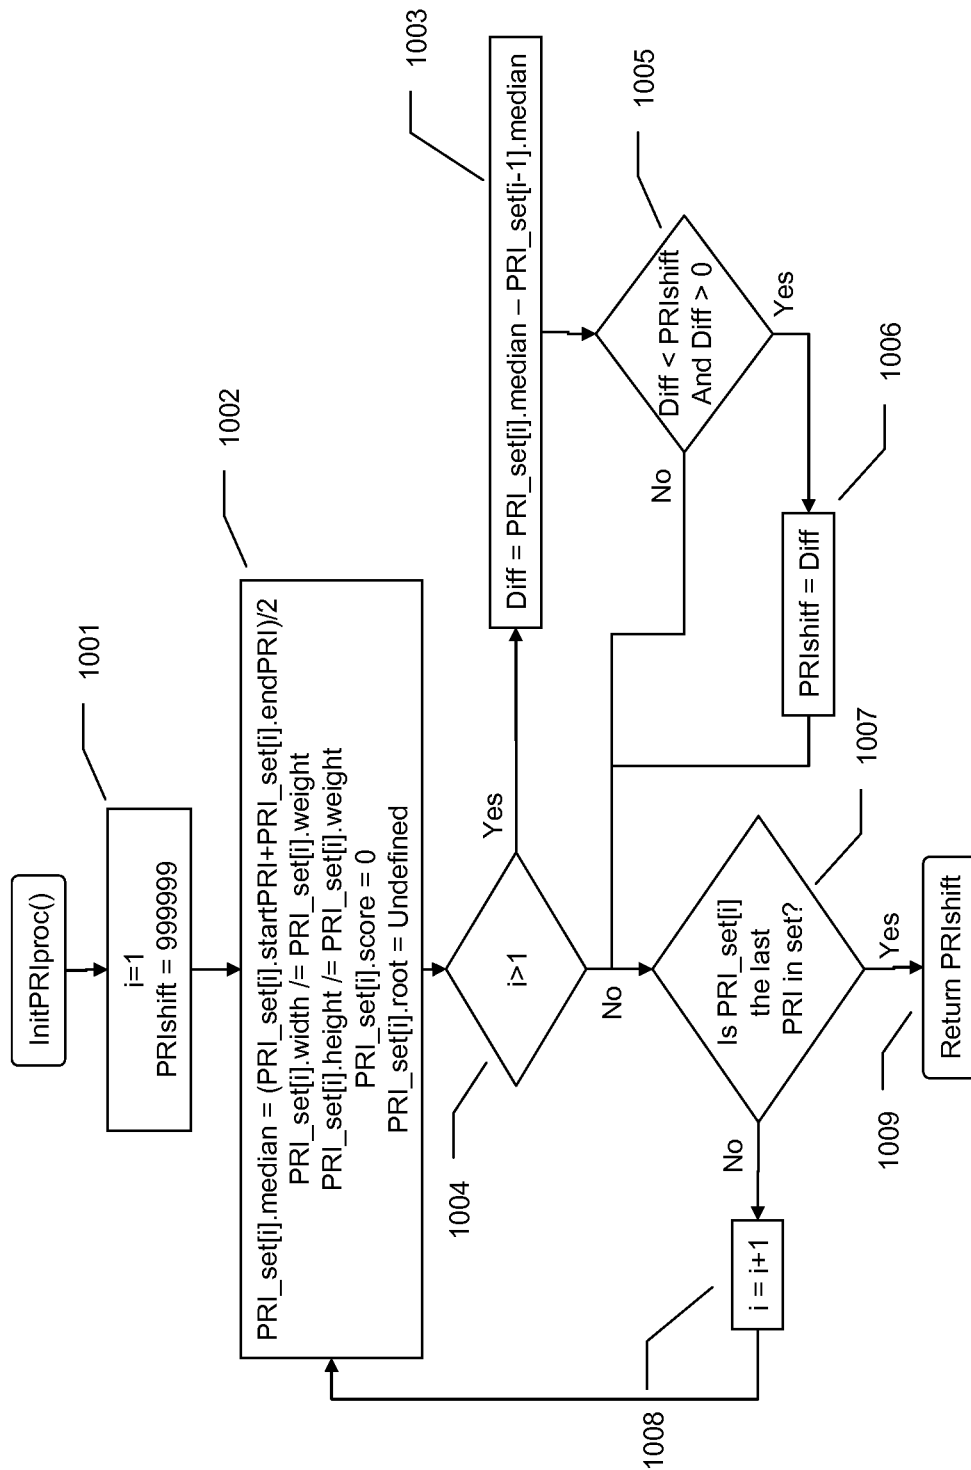 InitPRIproc()
1001
i=1
PRIshift = 999999
1002
PRI_set[i].median = (PRI_set[i].startPRI+PRI_set[i].endPRI)/2
PRI_set[i].width /= PRI_set[i].weight
PRI_set[i].height /= PRI_set[i].weight
PRI_set[i].score = 0
PRI_set[i].root = Undefined
1004
i>1
Yes
No
1003
Diff = PRI_set[i].median – PRI_set[i-1].median
1005
Diff < PRIshift
And Diff > 0
No
Yes
1006
PRIshitf = Diff
1007
Is PRI_set[i]
the last
PRI in set?
No
Yes
1008
i = i+1
1009
Return PRIshift